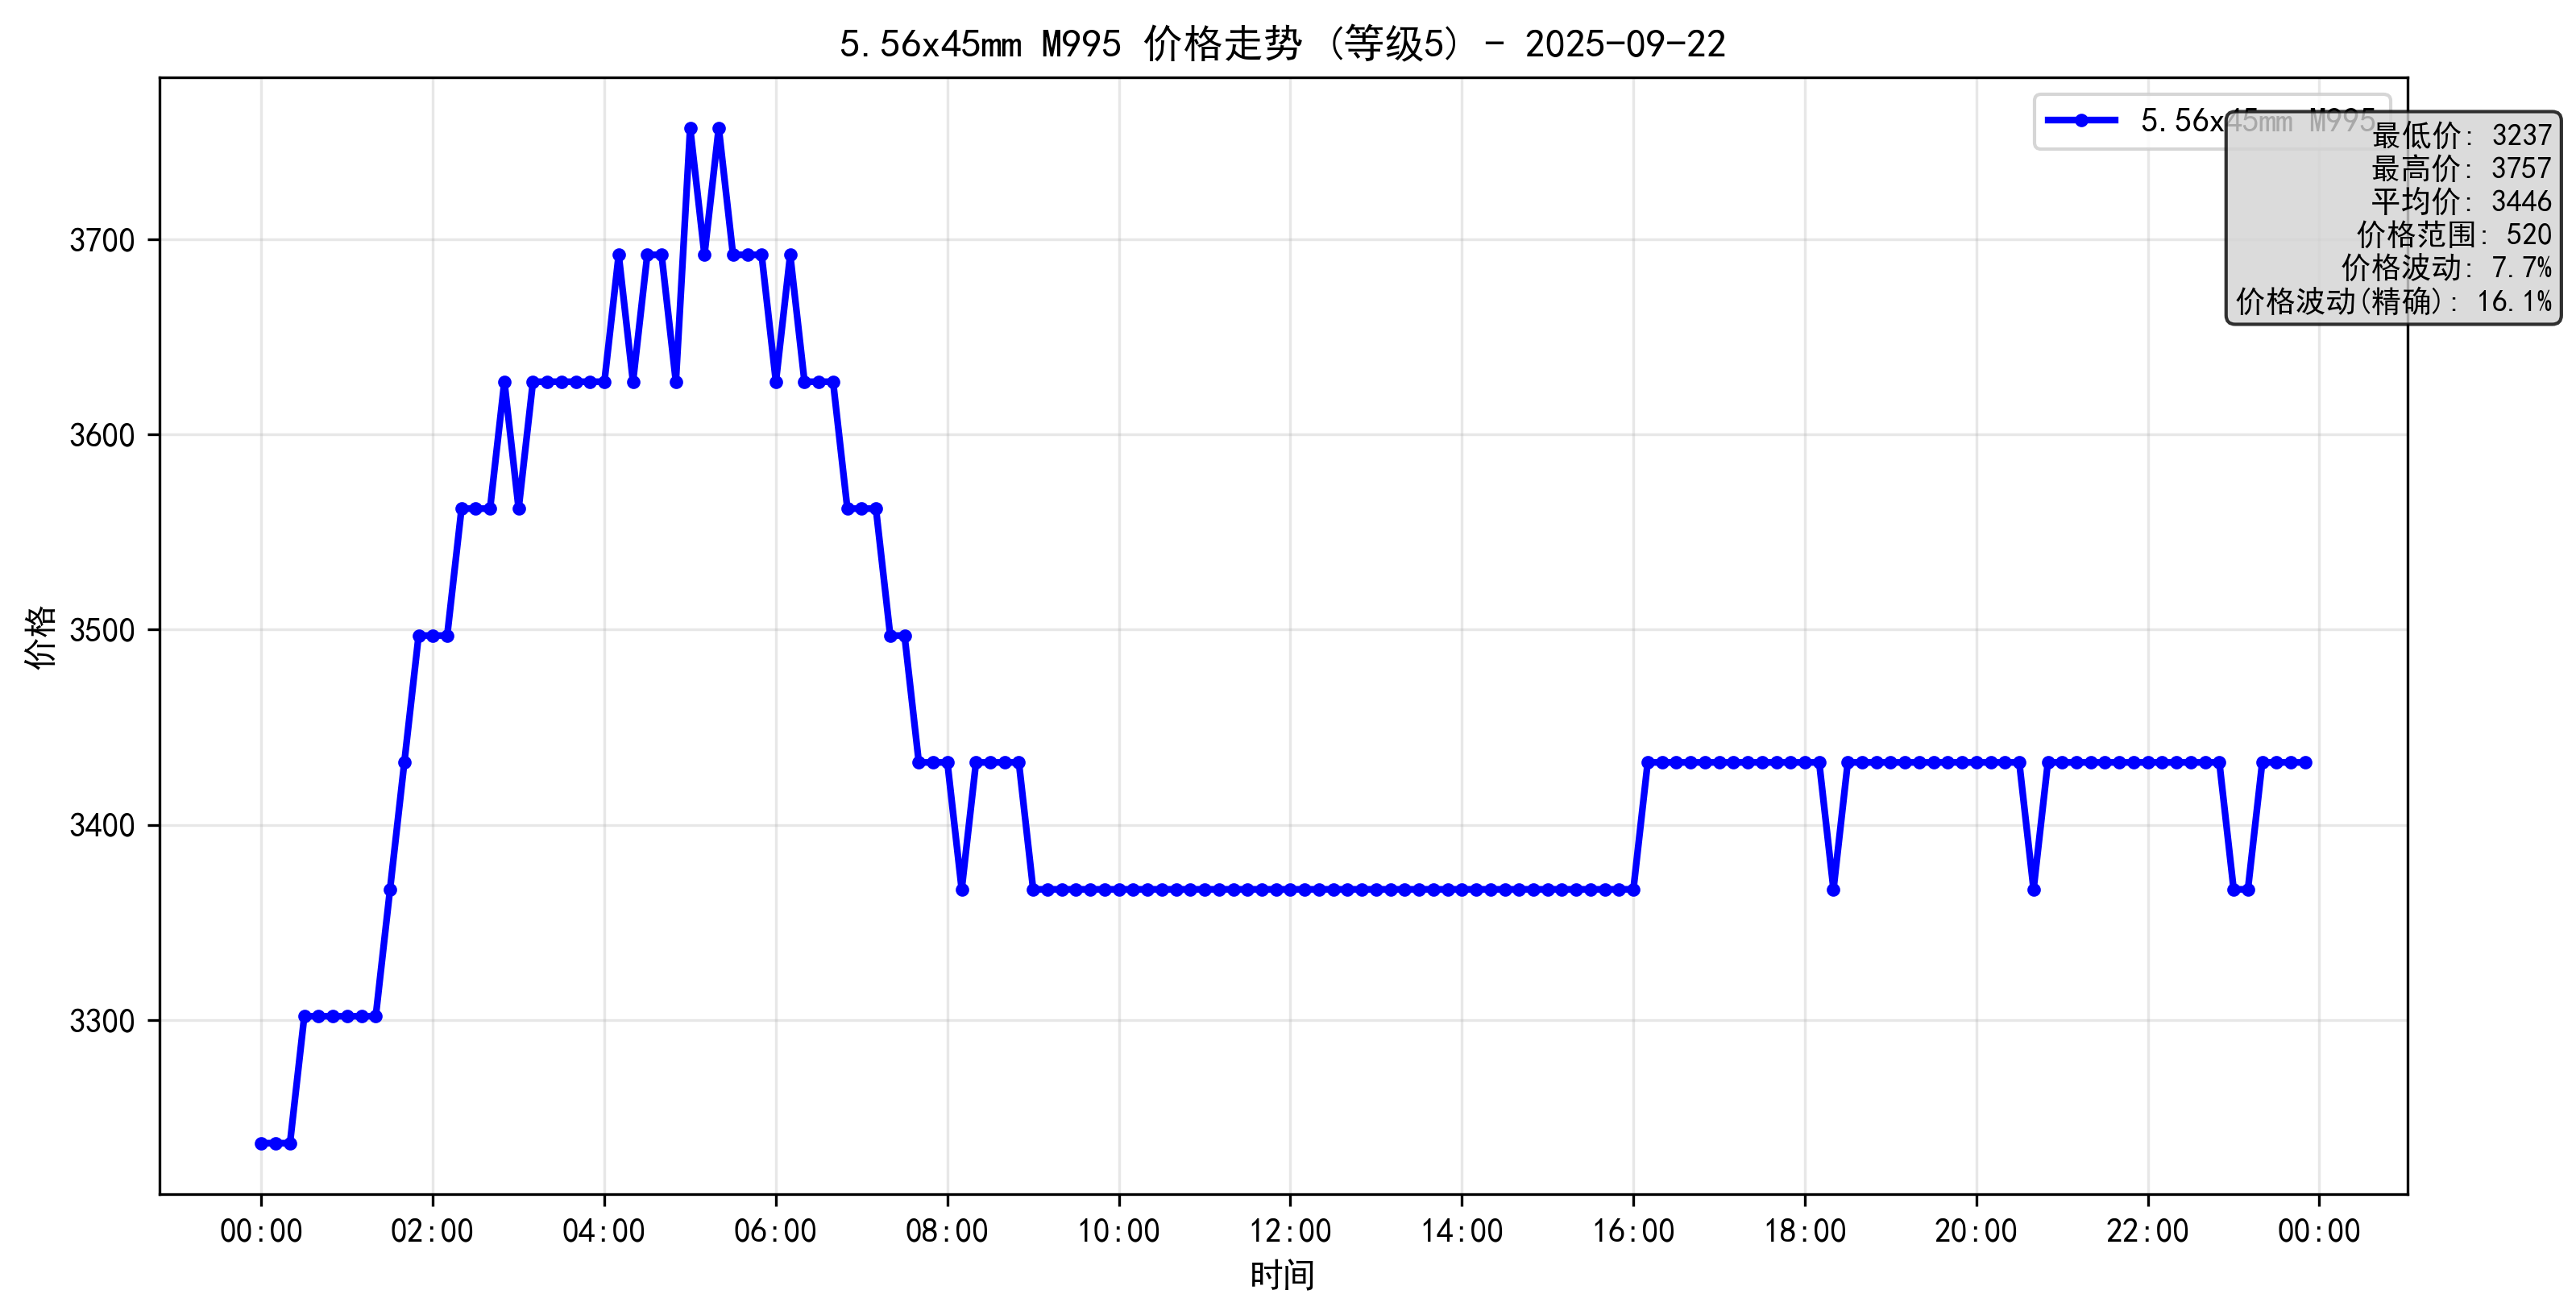 5.56x45mm M995 价格走势 (等级5) - 2025-09-22
5.56x45mm M995
最低价: 3237
最高价: 3757
平均价: 3446
价格范围: 520
价格波动: 7.7%
价格波动(精确): 16.1%
价格
3700
3600
3500
3400
3300
00:00 02:00 04:00 06:00 08:00 10:00 12:00 14:00 16:00 18:00 20:00 22:00 00:00
时间